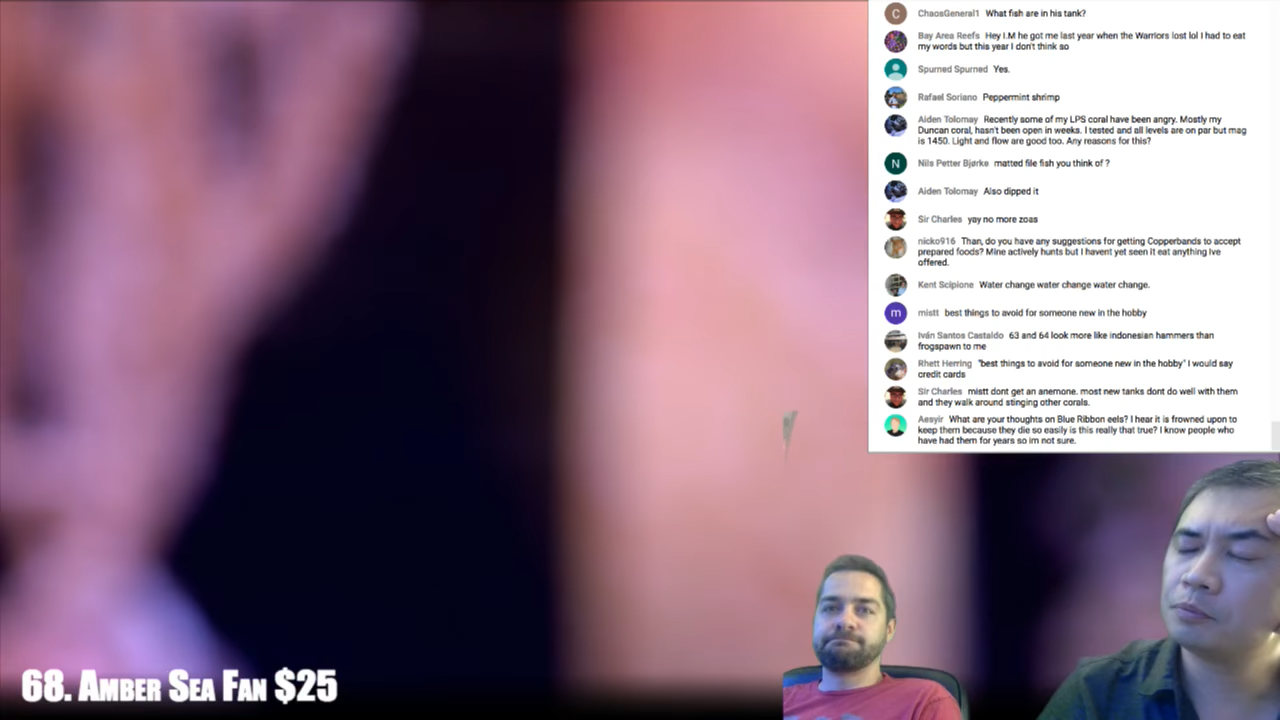 C ChaosGeneral1 What fish are in his tank?
Bay Area Reefs Hey I.M he got me last year when the Warriors lost lol I had to eat
my words but this year I don't think so
Spurned Spurned Yes.
Rafael Soriano Peppermint shrimp
Aiden Tolomay Recently some of my LPS coral have been angry. Mostly my
Duncan coral, hasn't been open in weeks. I tested and all levels are on par but mag
is 1450. Light and flow are good too. Any reasons for this?
N Nils Petter Bjørke matted file fish you think of ?
Aiden Tolomay Also dipped it
Sir Charles yay no more zoas
nicko916 Than, do you have any suggestions for getting Copperbands to accept
prepared foods? Mine actively hunts but I havent yet seen it eat anything ive
offered.
Kent Scipione Water change water change water change.
m mistt best things to avoid for someone new in the hobby
Iván Santos Castaldo 63 and 64 look more like indonesian hammers than
frogspawn to me
Rhett Herring "best things to avoid for someone new in the hobby" I would say
credit cards
Sir Charles mistt dont get an anemone. most new tanks dont do well with them
and they walk around stinging other corals.
Aesyir What are your thoughts on Blue Ribbon eels? I hear it is frowned upon to
keep them because they die so easily is this really that true? I know people who
have had them for years so im not sure.
68. Amber Sea Fan $25